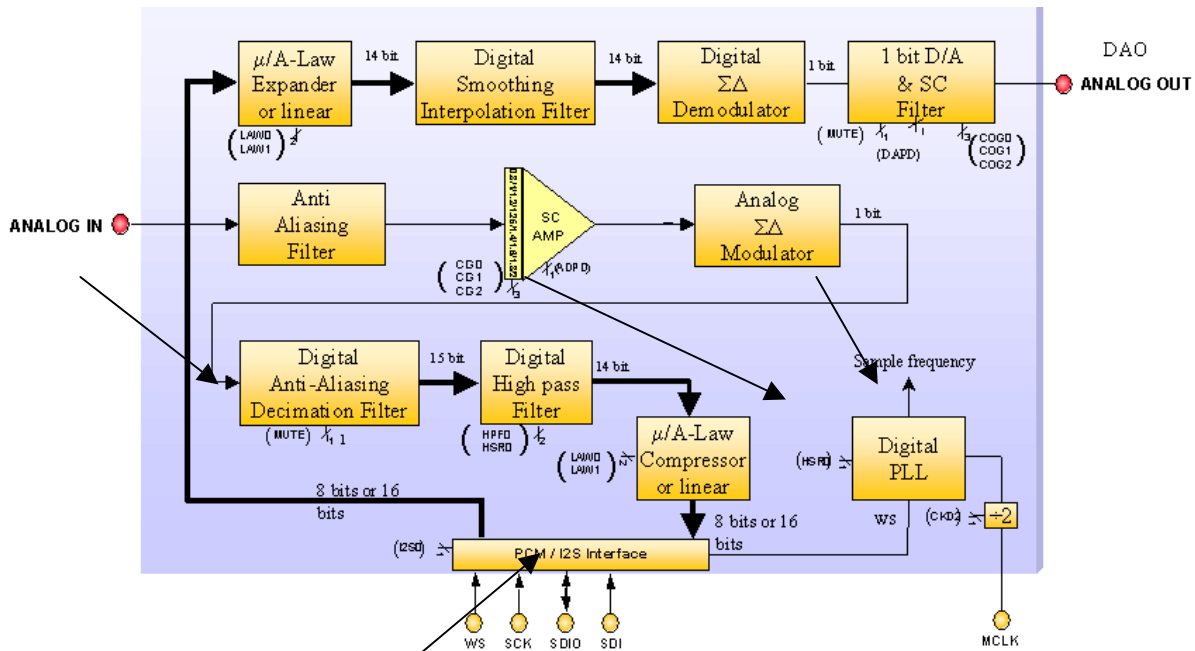 μ/A-Law
Expander
or linear
14 bit
Digital
Smoothing
Interpolation Filter
14 bit
Digital
ΣΔ
Demodulator
1 bit
1 bit D/A
& SC
Filter
DAO
ANALOG OUT
(LAW0
LAW1)
2
(MUTE)
1
1
(DAPD)
3
(COG0
COG1
COG2)
ANALOG IN
Anti
Aliasing
Filter
SC
AMP
(CG0
CG1
CG2)
3
1
(ADPD)
Analog
ΣΔ
Modulator
1 bit
Digital
Anti-Aliasing
Decimation Filter
15 bit
Digital
High pass
Filter
14 bit
(MUTE)
1 1
(HPF0
HSR0)
2
μ/A-Law
Compressor
or linear
(LAW0
LAW1)
2
Sample frequency
Digital
PLL
(HSR0)
8 bits or 16
bits
8 bits or 16
bits
WS
(CKD2)
÷2
(I2S0)
PCM / I2S Interface
WS
SCK
SDIO
SDI
MCLK